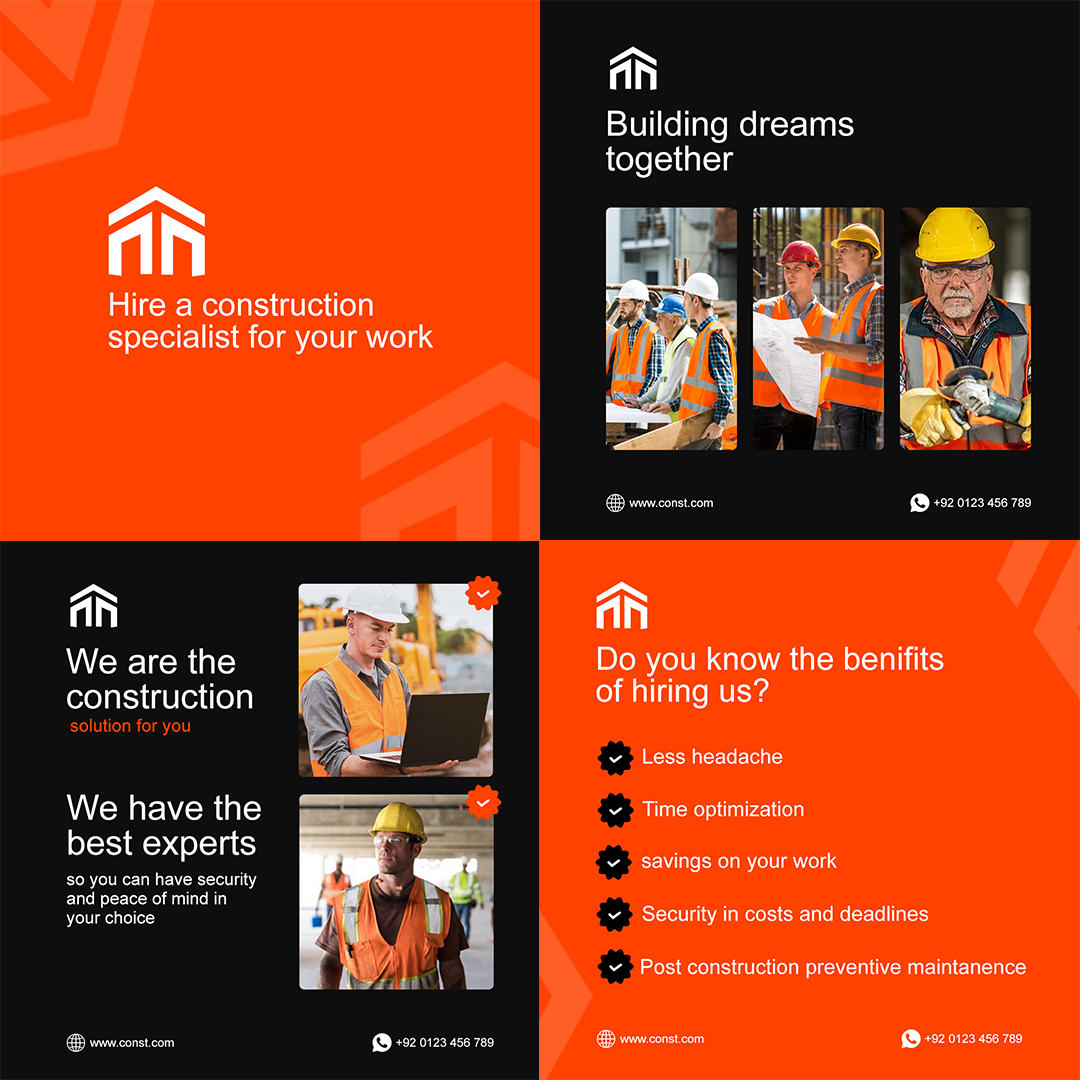 Hire a construction
specialist for your work
Building dreams
together
www.const.com
+92 0123 456 789
We are the
construction
solution for you
We have the
best experts
so you can have security
and peace of mind in
your choice
www.const.com
+92 0123 456 789
Do you know the benifits
of hiring us?
Less headache
Time optimization
savings on your work
Security in costs and deadlines
Post construction preventive maintanence
www.const.com
+92 0123 456 789